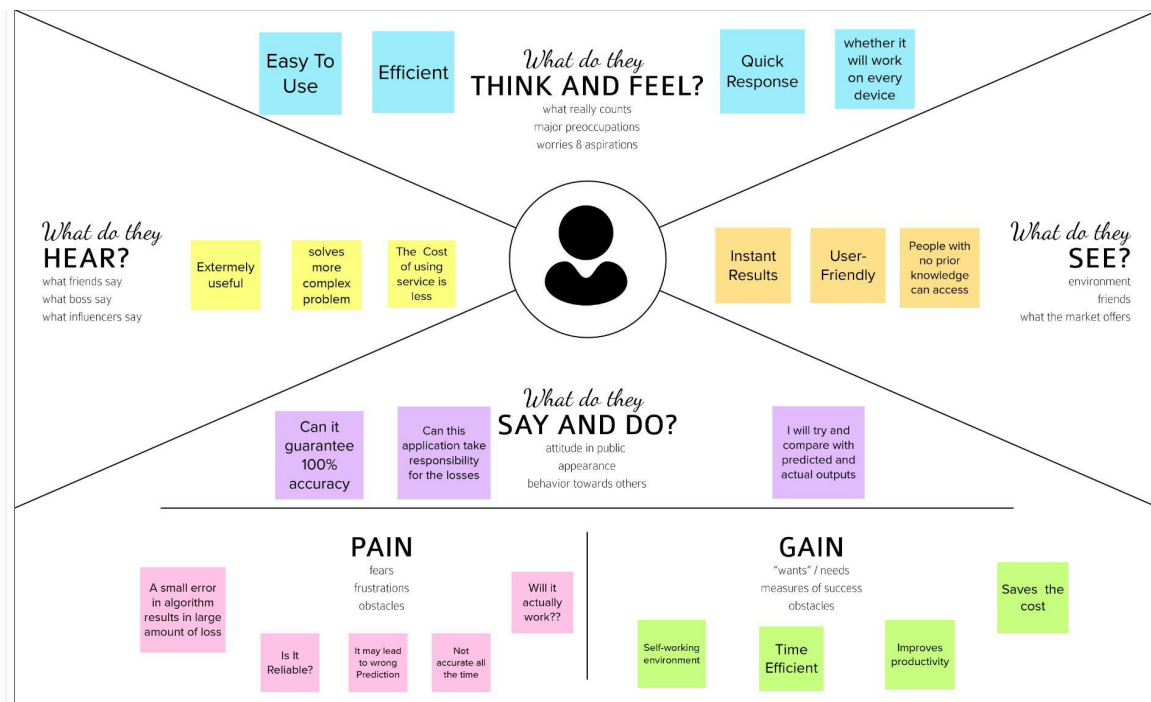 Easy To
Use
Efficient
What do they
THINK AND FEEL?
what really counts
major preoccupations
worries & aspirations
Quick
Response
whether it
will work
on every
device
What do they
HEAR?
what friends say
what boss say
what influencers say
Extermely
useful
solves
more
complex
problem
The Cost
of using
service is
less
Instant
Results
User-
Friendly
People with
no prior
knowledge
can access
What do they
SEE?
environment
friends
what the market offers
What do they
SAY AND DO?
attitude in public
appearance
behavior towards others
Can it
guarantee
100%
accuracy
Can this
application take
responsibility
for the losses
I will try and
compare with
predicted and
actual outputs
PAIN
fears
frustrations
obstacles
A small error
in algorithm
results in large
amount of loss
Is It
Reliable?
It may lead
to wrong
Prediction
Not
accurate all
the time
Will it
actually
work??
GAIN
"wants" / needs
measures of success
obstacles
Self-working
environment
Time
Efficient
Improves
productivity
Saves the
cost